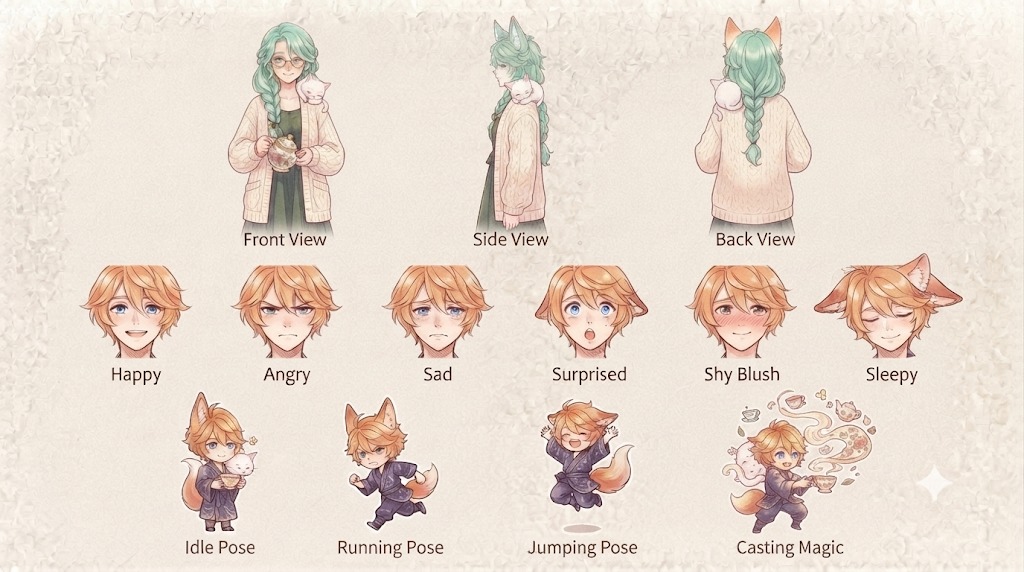 Front View
Side View
Back View
Happy
Angry
Sad
Surprised
Shy Blush
Sleepy
Idle Pose
Running Pose
Jumping Pose
Casting Magic